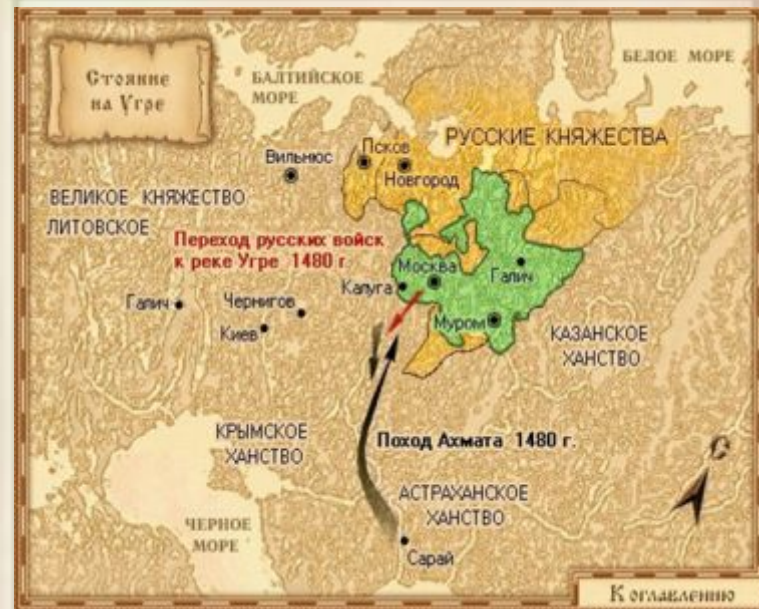 Стояние
на Угре
БАЛТИЙСКОЕ
МОРЕ
БЕЛОЕ МОРЕ
РУССКИЕ КНЯЖЕСТВА
Псков
Новгород
Вильнюс
ВЕЛИКОЕ КНЯЖЕСТВО
ЛИТОВСКОЕ
Переход русских войск
к реке Угре 1480 г.
Москва
Галич
Калуга
Галич
Чернигов
Киев
Муром
КАЗАНСКОЕ
ХАНСТВО
КРЫМСКОЕ
ХАНСТВО
Поход Ахмата 1480 г.
АСТРАХАНСКОЕ
ХАНСТВО
ЧЕРНОЕ
МОРЕ
Сарай
С
К оглавлению